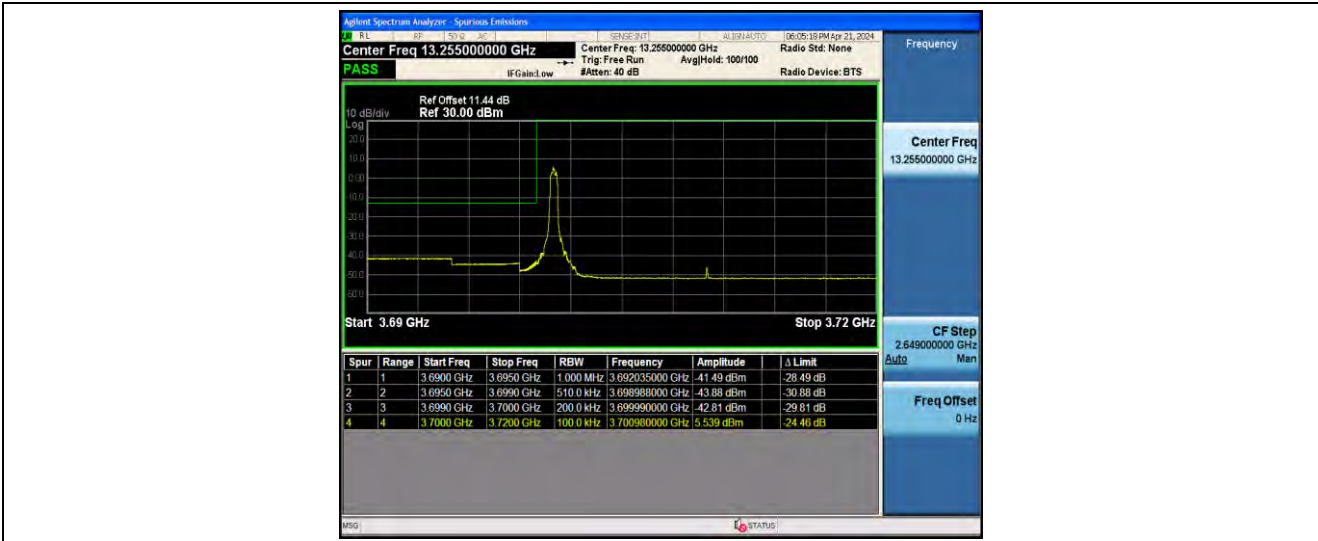 Agilent Spectrum Analyzer - Spurious Emissions
RL RF 50 Ω AC SENSE:INT ALIGN AUTO 06:05:18 PM Apr 21, 2024
Center Freq 13.255000000 GHz Center Freq: 13.255000000 GHz Radio Std: None
Trig: Free Run Avg|Hold: 100/100
PASS IFGain:Low #Atten: 40 dB Radio Device: BTS
Frequency
Ref Offset 11.44 dB
10 dB/div Ref 30.00 dBm
Log
20.0
10.0
0.00
-10.0
-20.0
-30.0
-40.0
-50.0
-60.0
Start 3.69 GHz Stop 3.72 GHz
Spur Range Start Freq Stop Freq RBW Frequency Amplitude Δ Limit
1 1 3.6900 GHz 3.6950 GHz 1.000 MHz 3.692035000 GHz -41.49 dBm -28.49 dB
2 2 3.6950 GHz 3.6990 GHz 510.0 kHz 3.698988000 GHz -43.88 dBm -30.88 dB
3 3 3.6990 GHz 3.7000 GHz 200.0 kHz 3.699990000 GHz -42.81 dBm -29.81 dB
4 4 3.7000 GHz 3.7200 GHz 100.0 kHz 3.700980000 GHz 5.539 dBm -24.46 dB
Center Freq
13.255000000 GHz
CF Step
2.649000000 GHz
Auto Man
Freq Offset
0 Hz
MSG STATUS